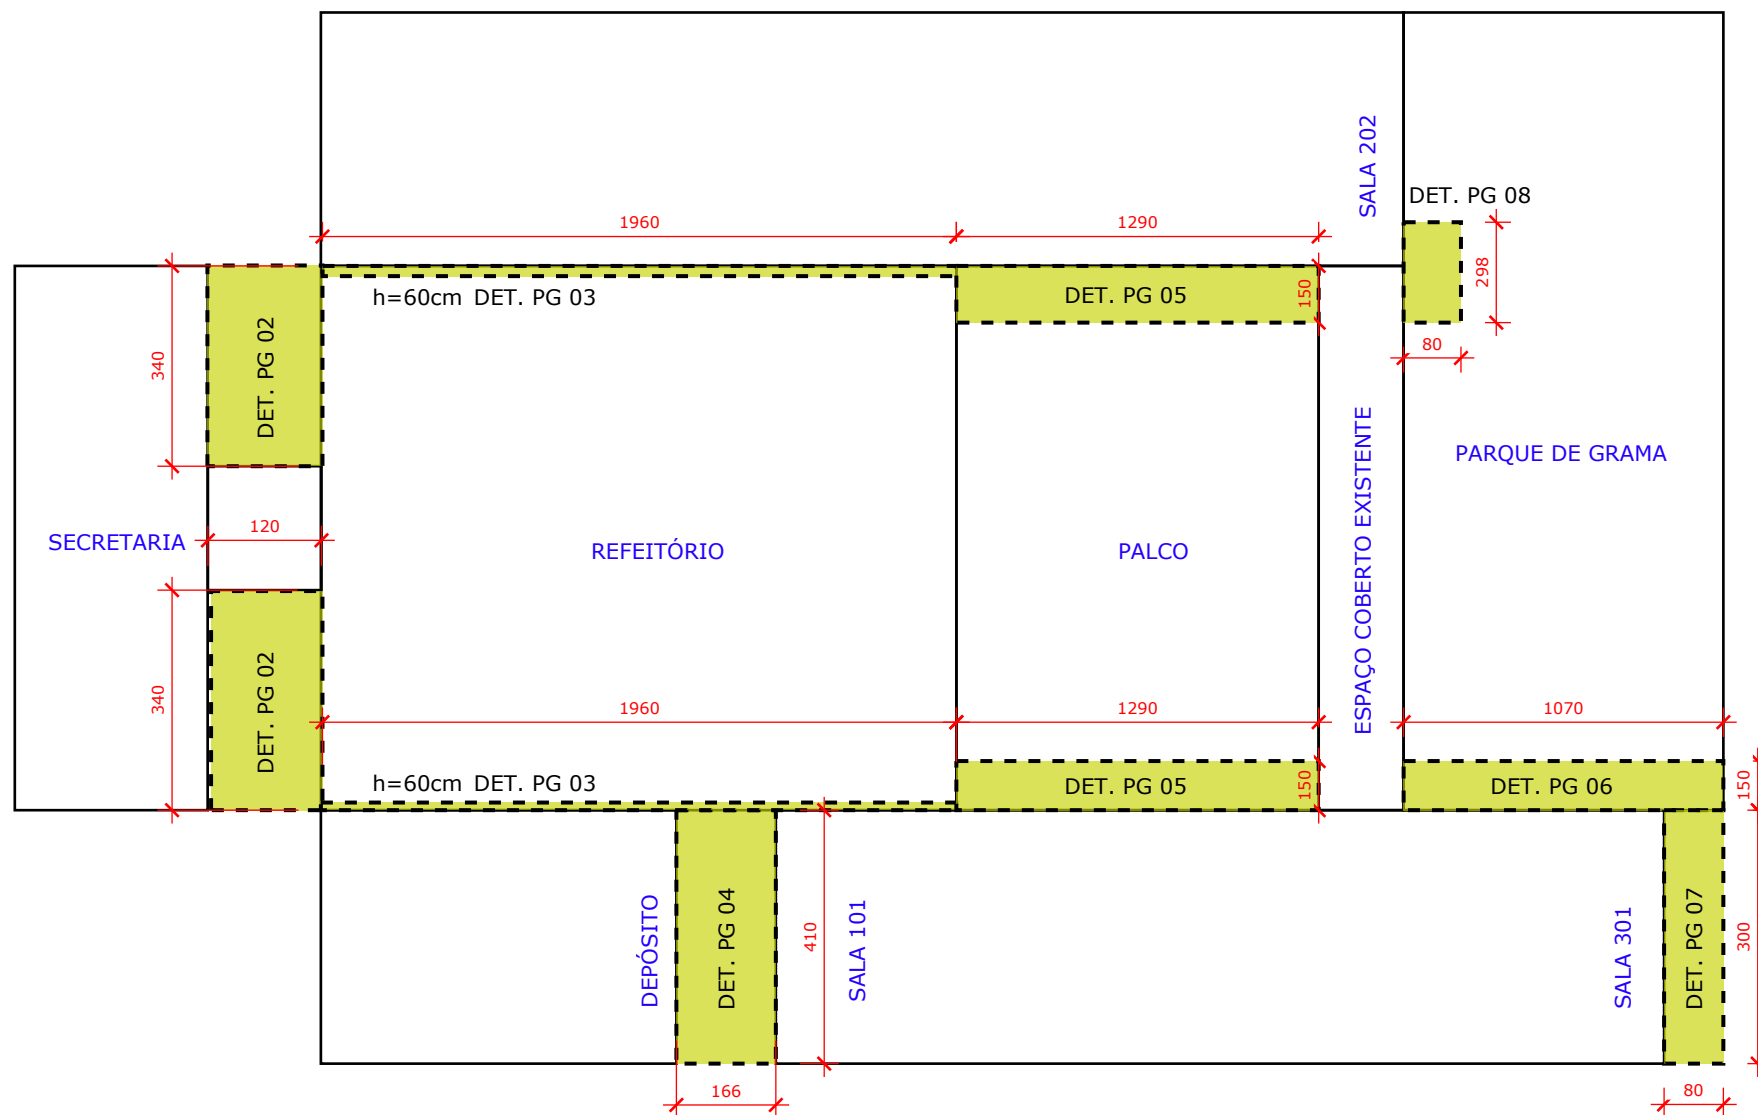 SALA 202
DET. PG 08
1960
1290
298
h=60cm DET. PG 03
DET. PG 05
150
340
DET. PG 02
80
PARQUE DE GRAMA
ESPAÇO COBERTO EXISTENTE
120
SECRETARIA
REFEITÓRIO
PALCO
340
DET. PG 02
1960
1290
1070
h=60cm DET. PG 03
DET. PG 05
150
DET. PG 06
150
DEPÓSITO
DET. PG 04
410
SALA 101
SALA 301
DET. PG 07
300
166
80